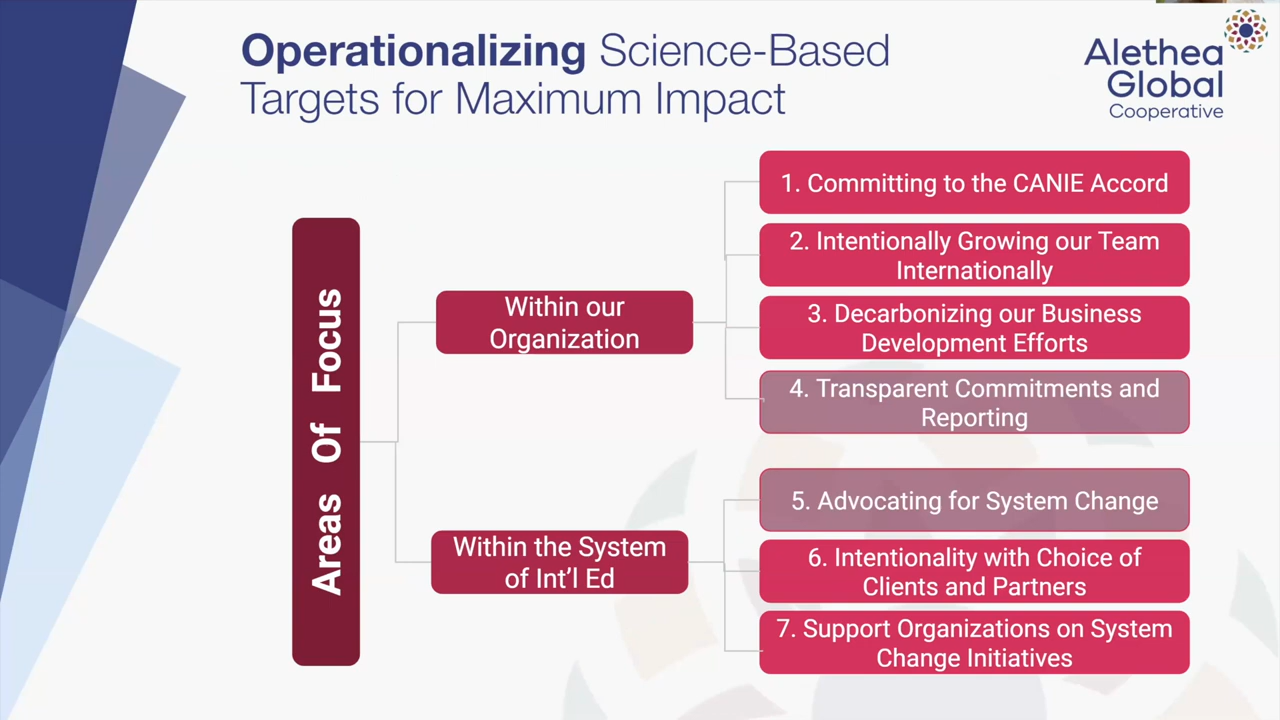 Operationalizing Science-Based
Targets for Maximum Impact
Alethea
Global
Cooperative
Areas Of Focus
Within our
Organization
1. Committing to the CANIE Accord
2. Intentionally Growing our Team
Internationally
3. Decarbonizing our Business
Development Efforts
4. Transparent Commitments and
Reporting
Within the System
of Int'l Ed
5. Advocating for System Change
6. Intentionality with Choice of
Clients and Partners
7. Support Organizations on System
Change Initiatives